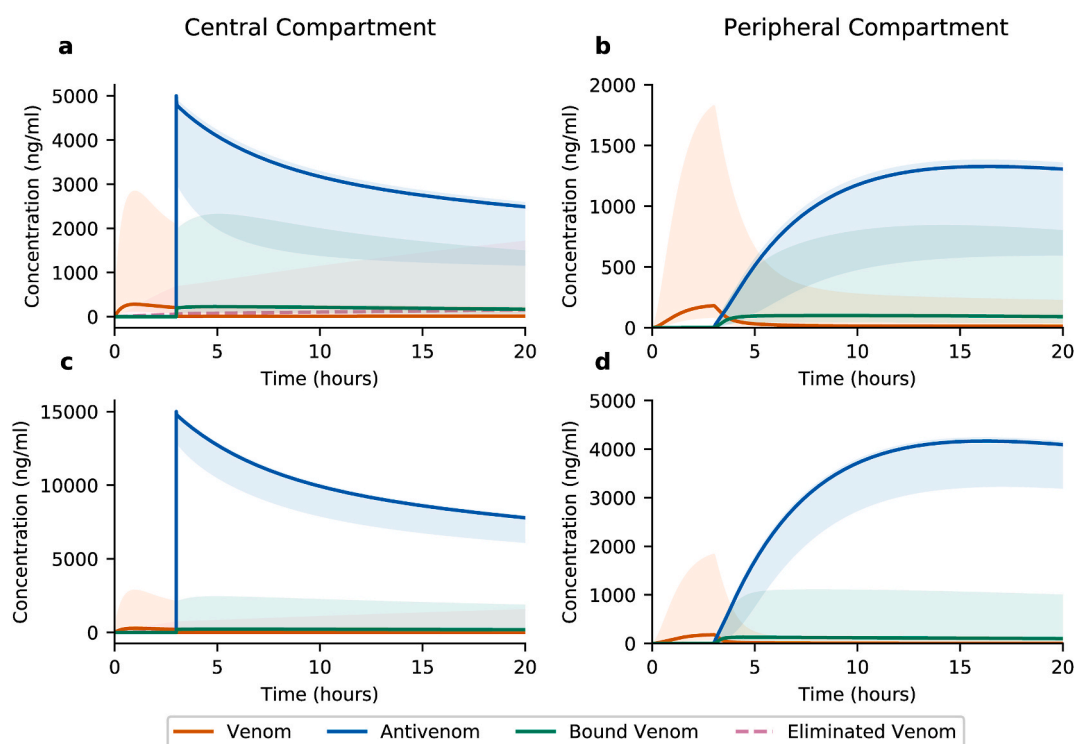 Central Compartment
Peripheral Compartment
a
5000
4000
3000
2000
1000
0
Concentration (ng/ml)
0 5 10 15 20
Time (hours)
b
2000
1500
1000
500
0
Concentration (ng/ml)
0 5 10 15 20
Time (hours)
c
15000
10000
5000
0
Concentration (ng/ml)
0 5 10 15 20
Time (hours)
d
5000
4000
3000
2000
1000
0
Concentration (ng/ml)
0 5 10 15 20
Time (hours)
Venom Antivenom Bound Venom Eliminated Venom